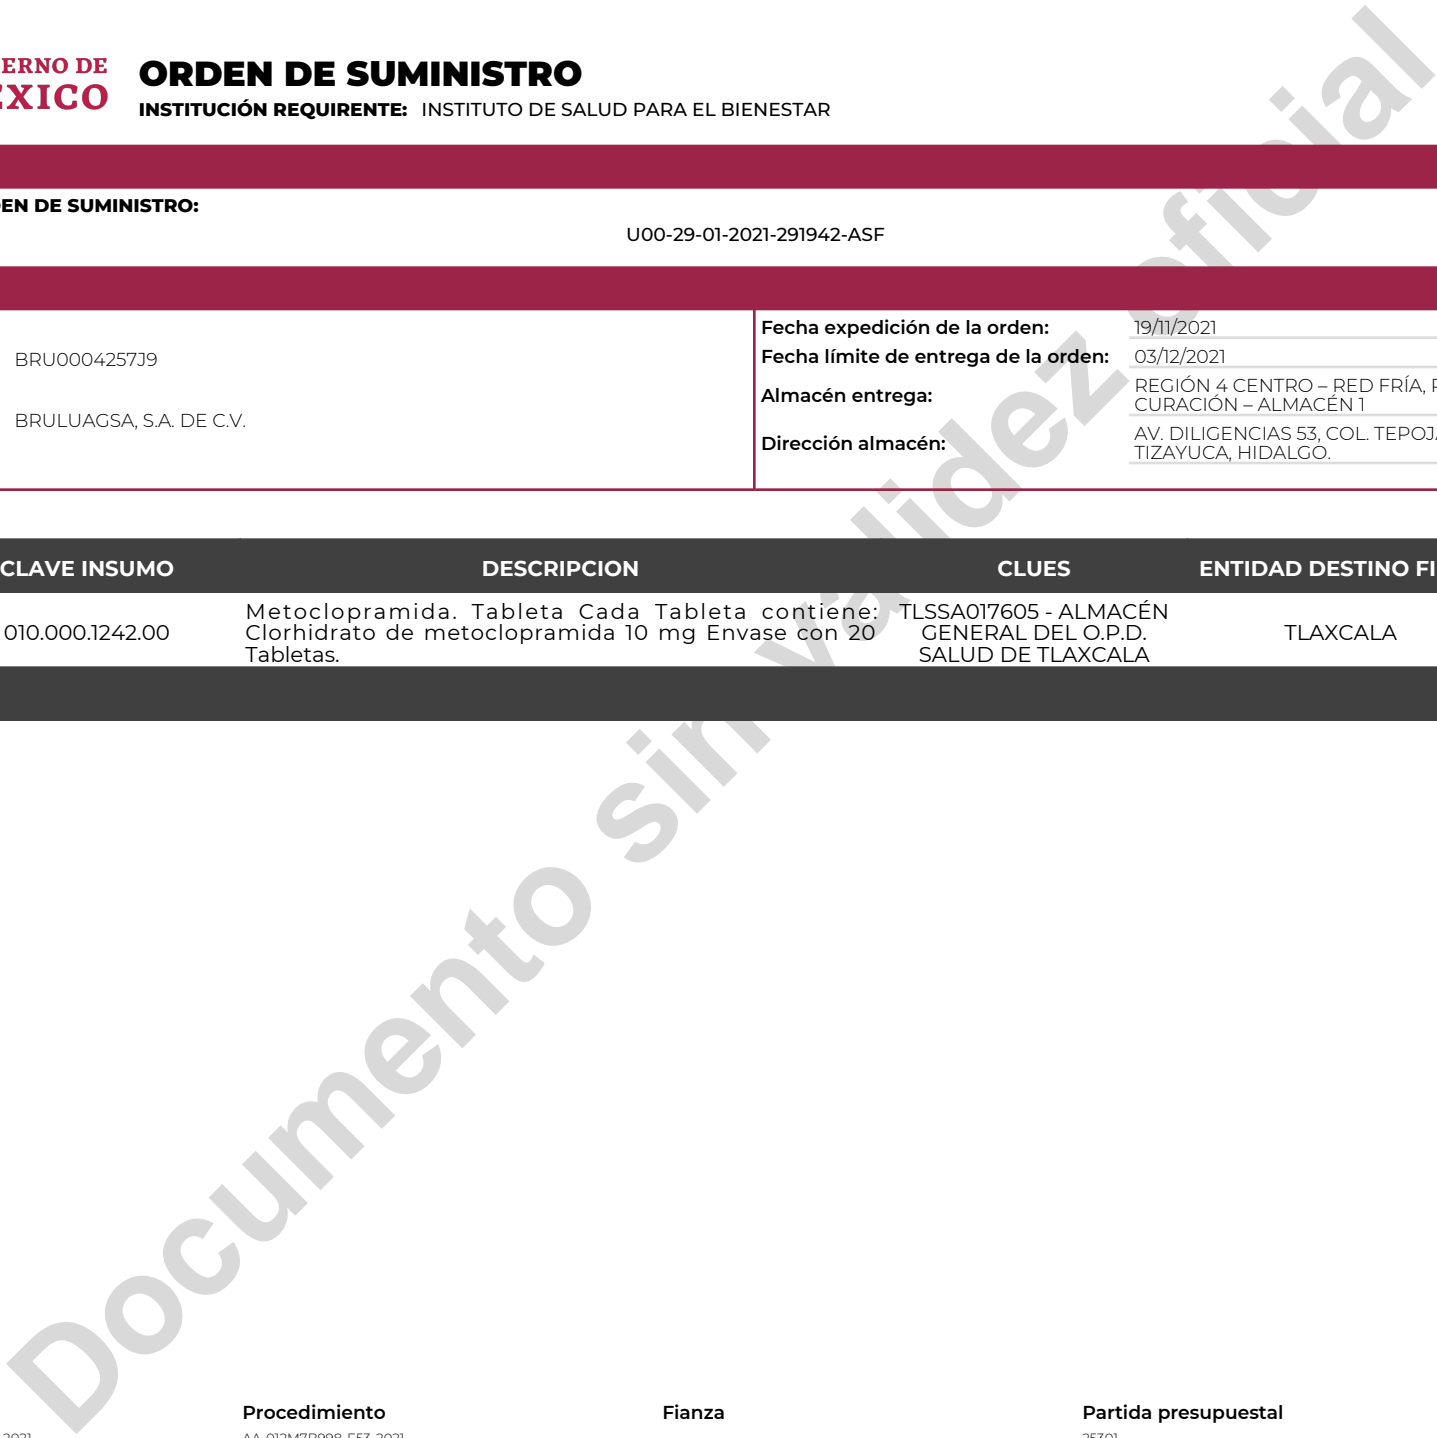 ERNO DE
EXICO
ORDEN DE SUMINISTRO
INSTITUCIÓN REQUIRENTE: INSTITUTO DE SALUD PARA EL BIENESTAR
EN DE SUMINISTRO:
U00-29-01-2021-291942-ASF
BRU0004257J9
BRULUAGSA, S.A. DE C.V.
Fecha expedición de la orden: 19/11/2021
Fecha límite de entrega de la orden: 03/12/2021
Almacén entrega:
REGIÓN 4 CENTRO – RED FRÍA,
CURACIÓN – ALMACÉN 1
Dirección almacén:
AV. DILIGENCIAS 53, COL. TEPOJ
TIZAYUCA, HIDALGO.
CLAVE INSUMO DESCRIPCION CLUES ENTIDAD DESTINO FI
010.000.1242.00
Metoclopramida. Tableta Cada Tableta contiene:
Clorhidrato de metoclopramida 10 mg Envase con 20
Tabletas.
TLSSA017605 - ALMACÉN
GENERAL DEL O.P.D.
SALUD DE TLAXCALA
TLAXCALA
Documento sin validez oficial
Procedimiento Fianza Partida presupuestal